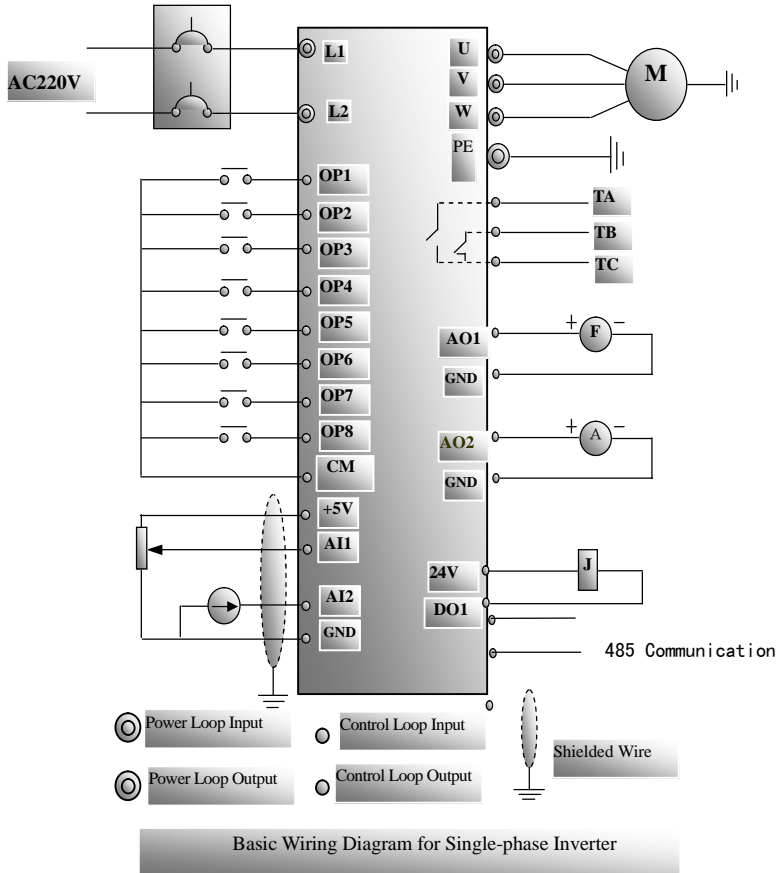 AC220V
L1
L2
OP1
OP2
OP3
OP4
OP5
OP6
OP7
OP8
CM
+5V
AI1
AI2
GND
U
V
W
PE
M
TA
TB
TC
AO1
+ F −
GND
AO2
+ A −
GND
24V
J
DO1
485 Communication
Power Loop Input
Control Loop Input
Power Loop Output
Control Loop Output
Shielded Wire
Basic Wiring Diagram for Single-phase Inverter